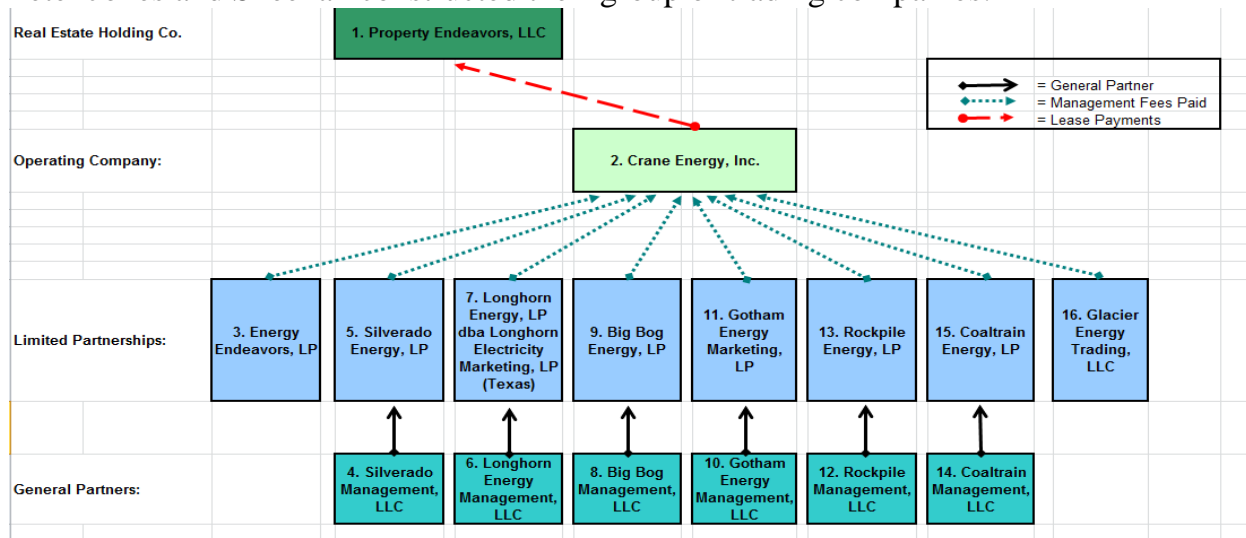 Real Estate Holding Co.
1. Property Endeavors, LLC
= General Partner
= Management Fees Paid
= Lease Payments
Operating Company:
2. Crane Energy, Inc.
Limited Partnerships:
3. Energy
Endeavors, LP
5. Silverado
Energy, LP
7. Longhorn
Energy, LP
dba Longhorn
Electricity
Marketing, LP
(Texas)
9. Big Bog
Energy, LP
11. Gotham
Energy
Marketing,
LP
13. Rockpile
Energy, LP
15. Coaltrain
Energy, LP
16. Glacier
Energy
Trading,
LLC
General Partners:
4. Silverado
Management,
LLC
6. Longhorn
Energy
Management,
LLC
8. Big Bog
Management,
LLC
10. Gotham
Energy
Management,
LLC
12. Rockpile
Management,
LLC
14. Coaltrain
Management,
LLC